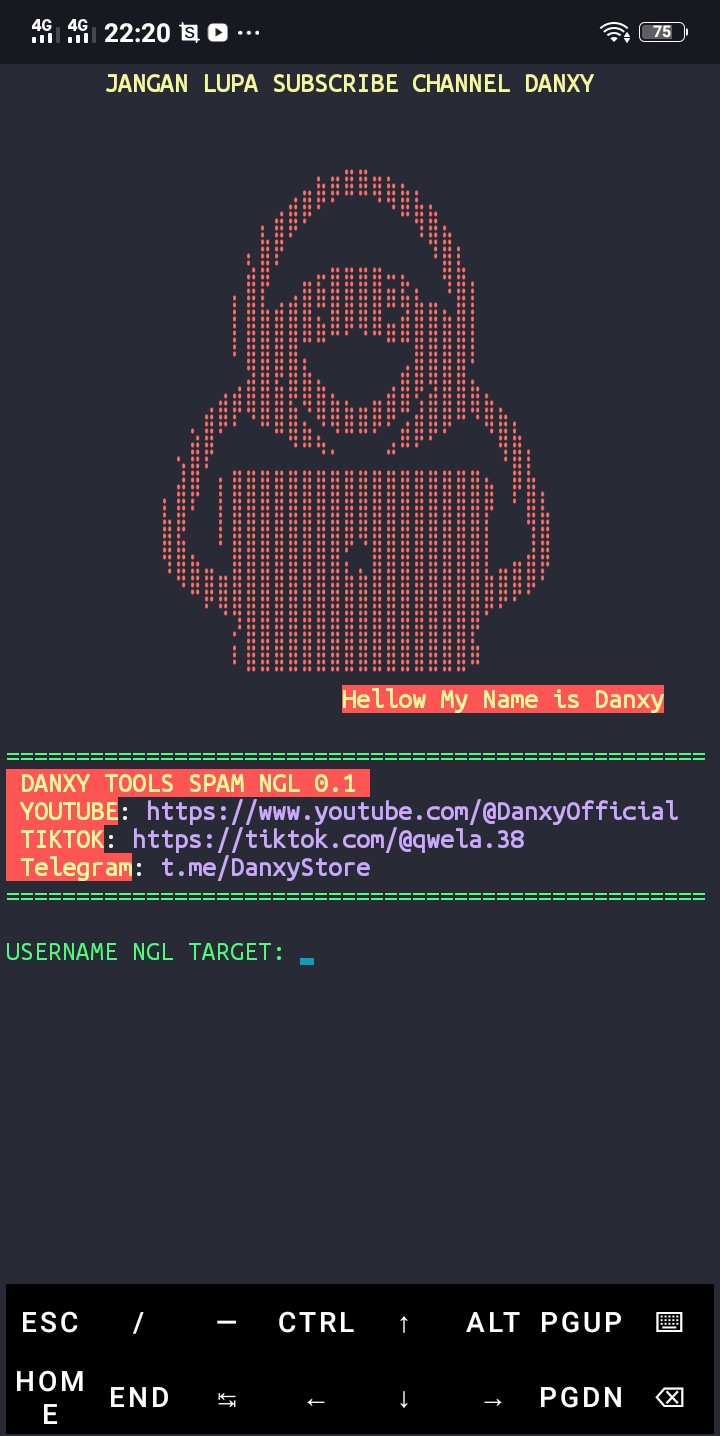 4G 4G 22:20 75
JANGAN LUPA SUBSCRIBE CHANNEL DANXY
Hellow My Name is Danxy
==================================================
DANXY TOOLS SPAM NGL 0.1
YOUTUBE: https://www.youtube.com/@DanxyOfficial
TIKTOK: https://tiktok.com/@qwela.38
Telegram: t.me/DanxyStore
==================================================
USERNAME NGL TARGET:
ESC / — CTRL ↑ ALT PGUP
HOME END ↹ ← ↓ → PGDN